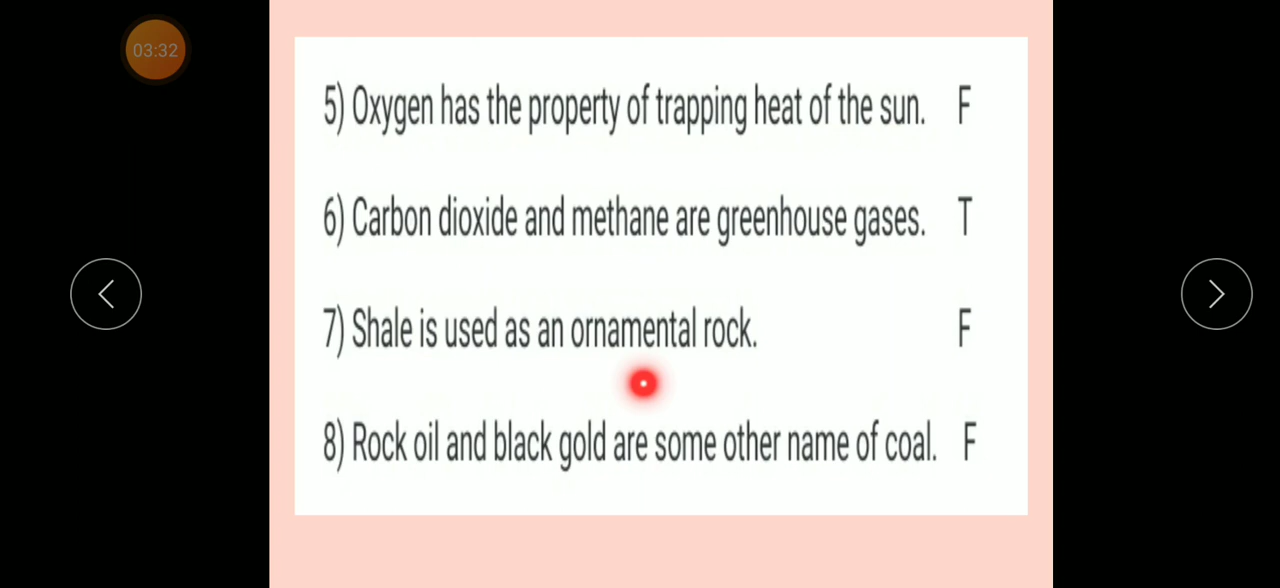 03:32
5) Oxygen has the property of trapping heat of the sun. F
6) Carbon dioxide and methane are greenhouse gases. T
7) Shale is used as an ornamental rock. F
8) Rock oil and black gold are some other name of coal. F